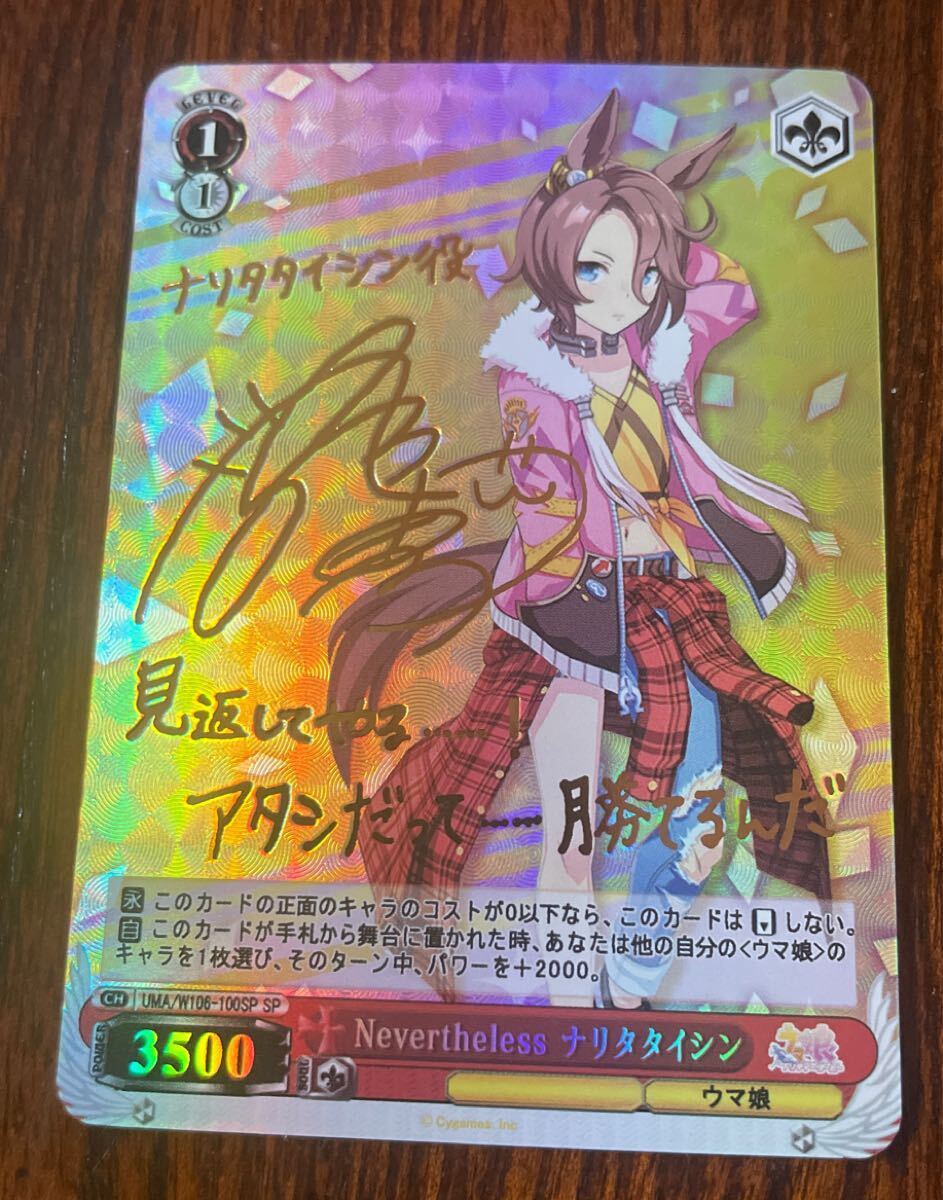 LEVEL
1
1
COST
ナリタタイシン役
見返してやる……!
アタシだって……勝てるんだ
永 このカードの正面のキャラのコストが0以下なら、このカードは しない。
自 このカードが手札から舞台に置かれた時、あなたは他の自分の<ウマ娘>の
キャラを1枚選び、そのターン中、パワーを+2000。
CH UMA/W106-100SP SP
POWER
3500
SOUL
Nevertheless ナリタタイシン
ウマ娘
© Cygames, Inc